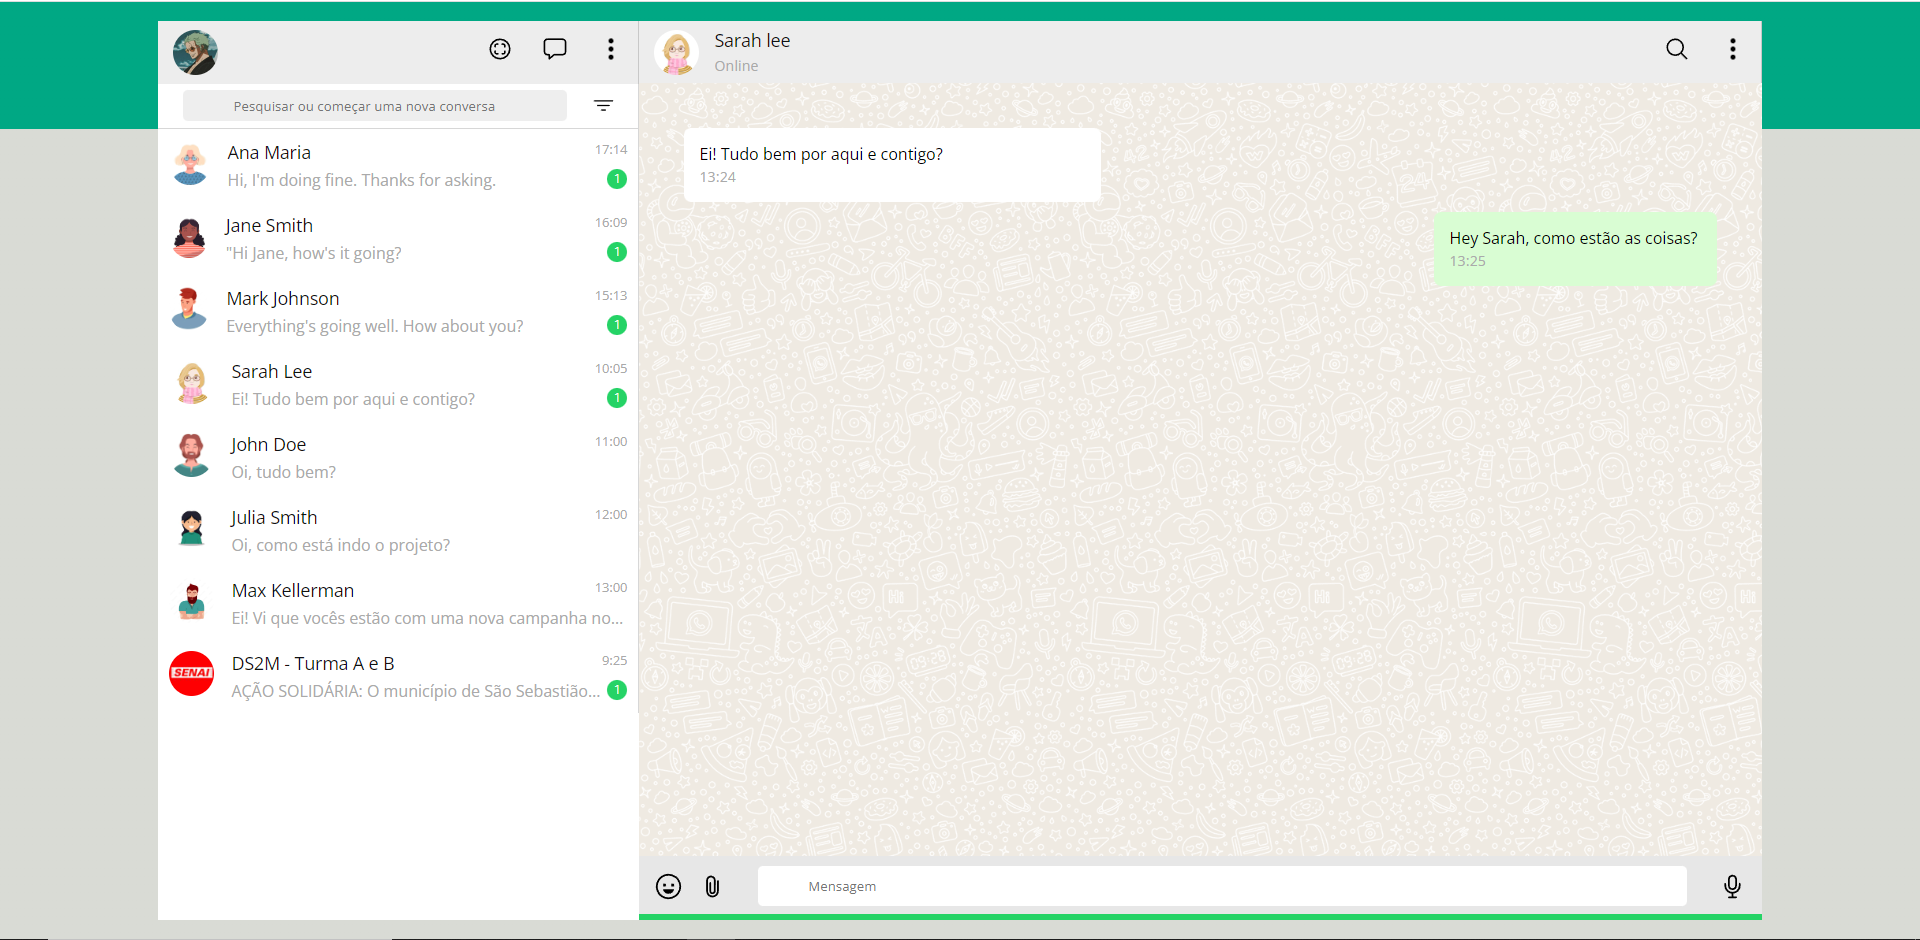 Sarah lee
Online
Pesquisar ou começar uma nova conversa
Ana Maria
17:14
Hi, I'm doing fine. Thanks for asking.
1
Jane Smith
16:09
"Hi Jane, how's it going?
1
Mark Johnson
15:13
Everything's going well. How about you?
1
Sarah Lee
10:05
Ei! Tudo bem por aqui e contigo?
1
John Doe
11:00
Oi, tudo bem?
Julia Smith
12:00
Oi, como está indo o projeto?
Max Kellerman
13:00
Ei! Vi que vocês estão com uma nova campanha no...
SENAI
DS2M - Turma A e B
9:25
AÇÃO SOLIDÁRIA: O município de São Sebastião...
1
Ei! Tudo bem por aqui e contigo?
13:24
Hey Sarah, como estão as coisas?
13:25
Mensagem